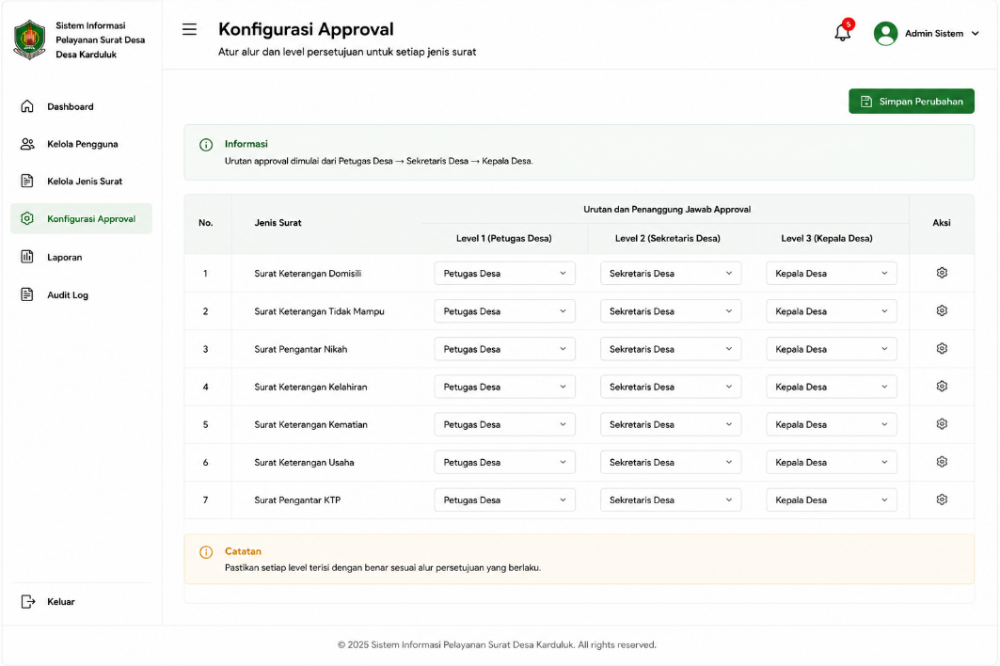 Sistem Informasi
Pelayanan Surat Desa
Desa Karduluk
Dashboard
Kelola Pengguna
Kelola Jenis Surat
Konfigurasi Approval
Laporan
Audit Log
Keluar
Konfigurasi Approval
Atur alur dan level persetujuan untuk setiap jenis surat
5
Admin Sistem
Simpan Perubahan
Informasi
Urutan approval dimulai dari Petugas Desa → Sekretaris Desa → Kepala Desa.
No. Jenis Surat Urutan dan Penanggung Jawab Approval Aksi
Level 1 (Petugas Desa) Level 2 (Sekretaris Desa) Level 3 (Kepala Desa)
1 Surat Keterangan Domisili Petugas Desa Sekretaris Desa Kepala Desa
2 Surat Keterangan Tidak Mampu Petugas Desa Sekretaris Desa Kepala Desa
3 Surat Pengantar Nikah Petugas Desa Sekretaris Desa Kepala Desa
4 Surat Keterangan Kelahiran Petugas Desa Sekretaris Desa Kepala Desa
5 Surat Keterangan Kematian Petugas Desa Sekretaris Desa Kepala Desa
6 Surat Keterangan Usaha Petugas Desa Sekretaris Desa Kepala Desa
7 Surat Pengantar KTP Petugas Desa Sekretaris Desa Kepala Desa
Catatan
Pastikan setiap level terisi dengan benar sesuai alur persetujuan yang berlaku.
© 2025 Sistem Informasi Pelayanan Surat Desa Karduluk. All rights reserved.